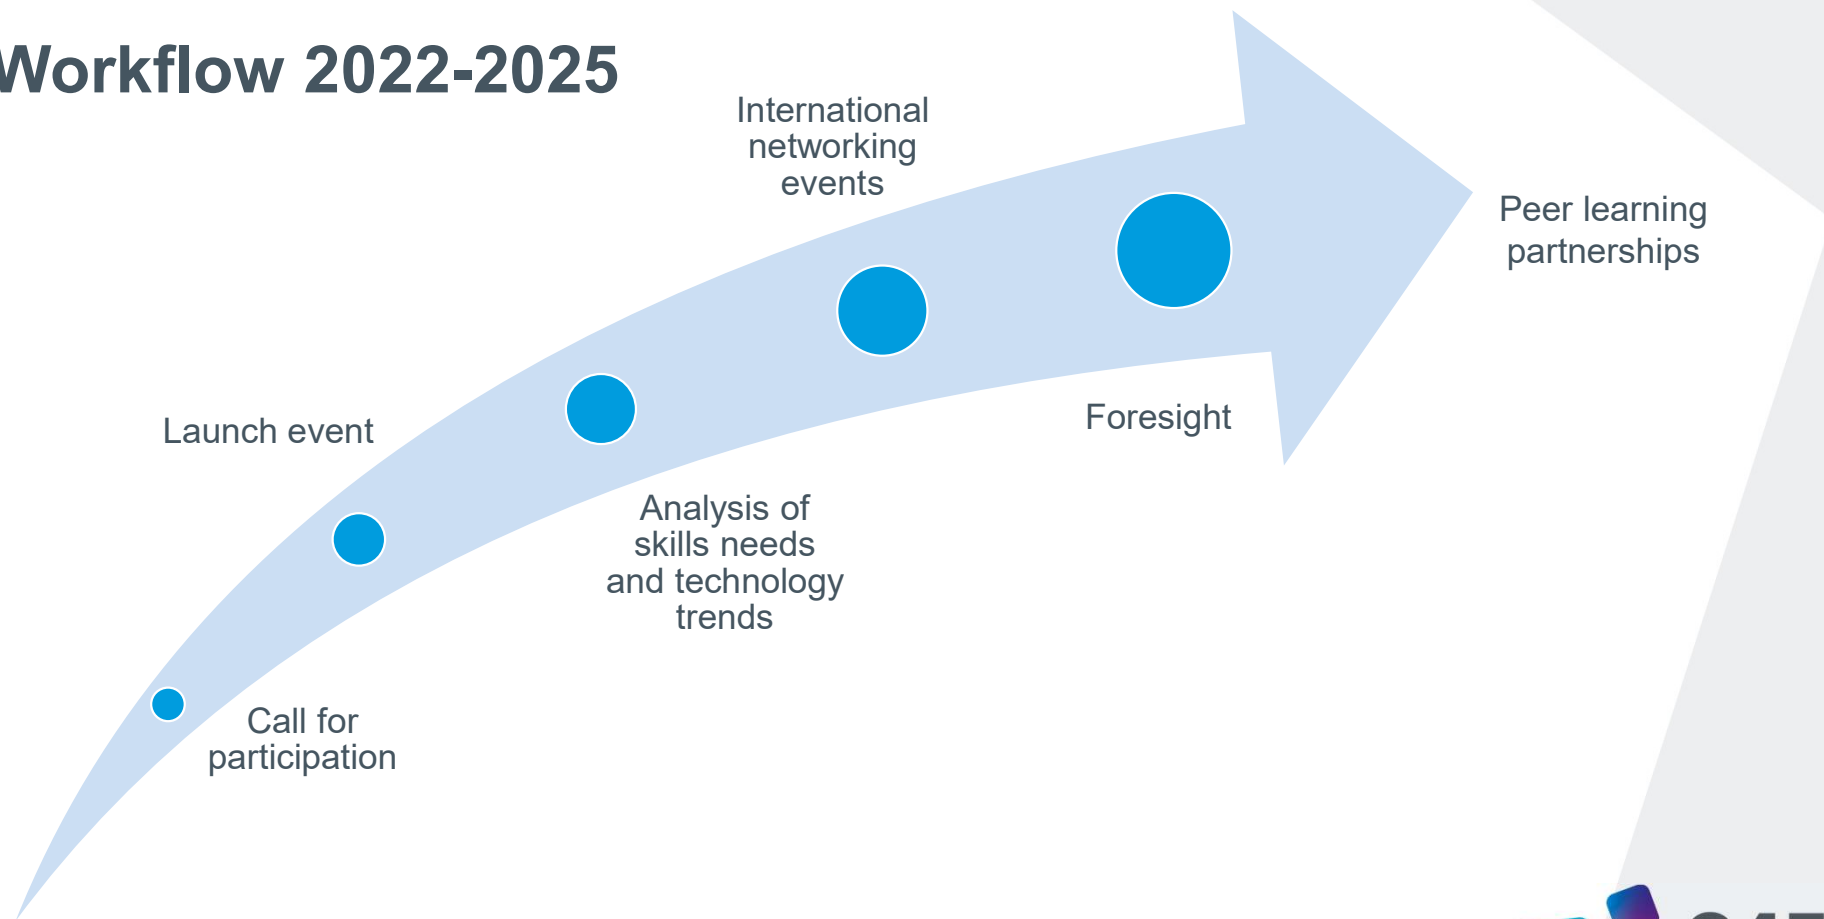 Workflow 2022-2025
International
networking
events
Peer learning
partnerships
Launch event
Foresight
Analysis of
skills needs
and technology
trends
Call for
participation